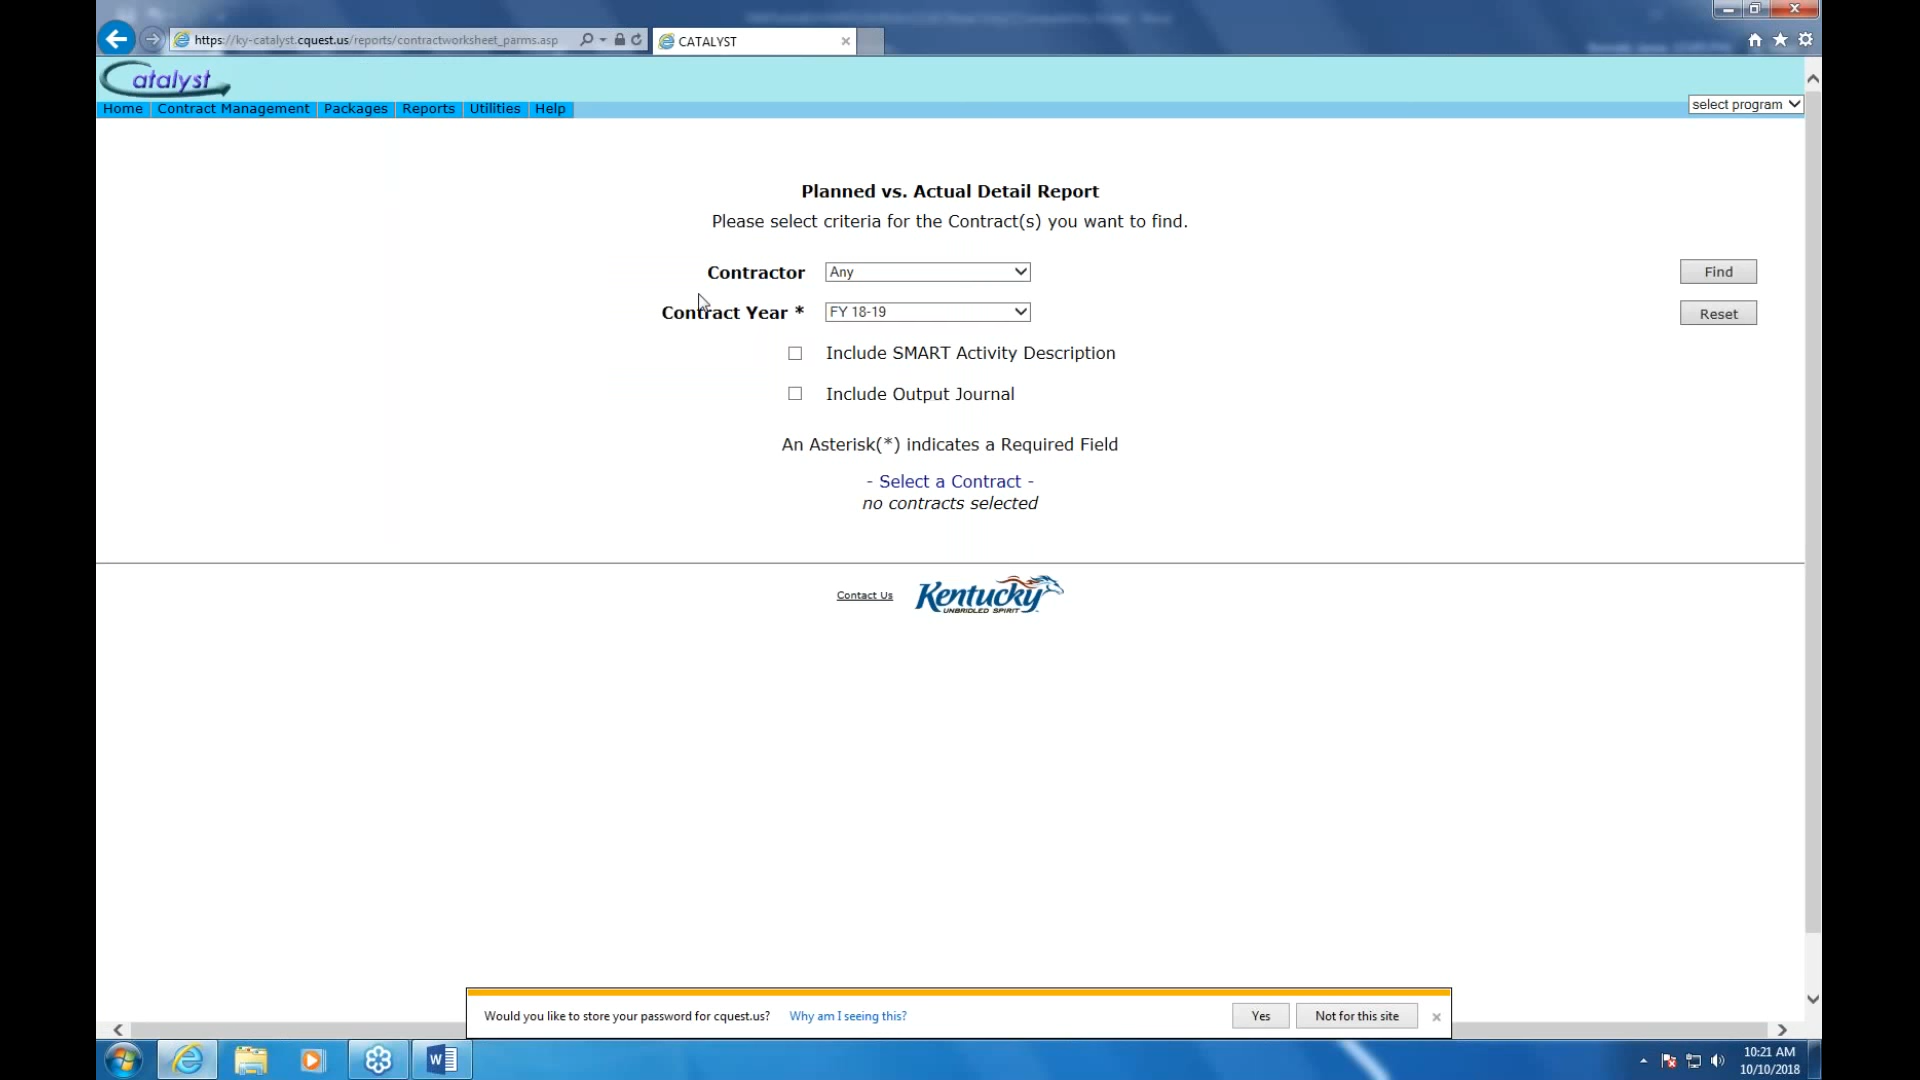 https://ky-catalyst.cquest.us/reports/contractworksheet_parms.asp
CATALYST
Catalyst
Home Contract Management Packages Reports Utilities Help
select program
Planned vs. Actual Detail Report
Please select criteria for the Contract(s) you want to find.
Contractor Any Find
Contract Year * FY 18-19 Reset
Include SMART Activity Description
Include Output Journal
An Asterisk(*) indicates a Required Field
- Select a Contract -
no contracts selected
Contact Us
Kentucky
UNBRIDLED SPIRIT
Would you like to store your password for cquest.us? Why am I seeing this? Yes Not for this site
10:21 AM
10/10/2018